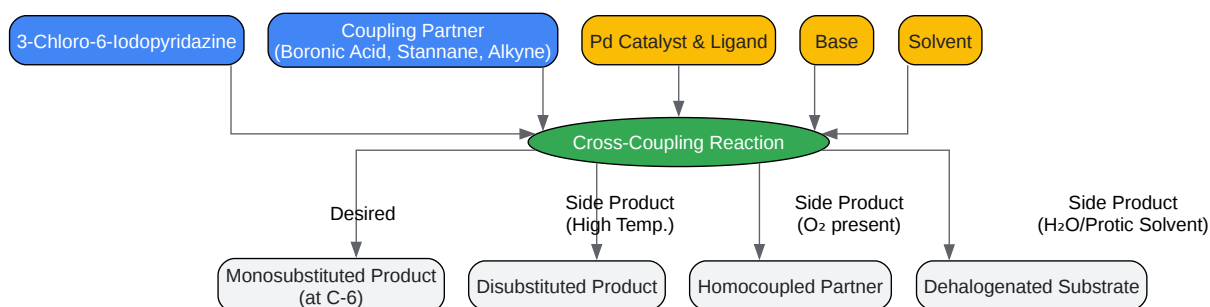 3-Chloro-6-Iodopyridazine
Coupling Partner
(Boronic Acid, Stannane, Alkyne)
Pd Catalyst & Ligand
Base
Solvent
Cross-Coupling Reaction
Desired
Side Product
(High Temp.)
Side Product
(O₂ present)
Side Product
(H₂O/Protic Solvent)
Monosubstituted Product
(at C-6)
Disubstituted Product
Homocoupled Partner
Dehalogenated Substrate